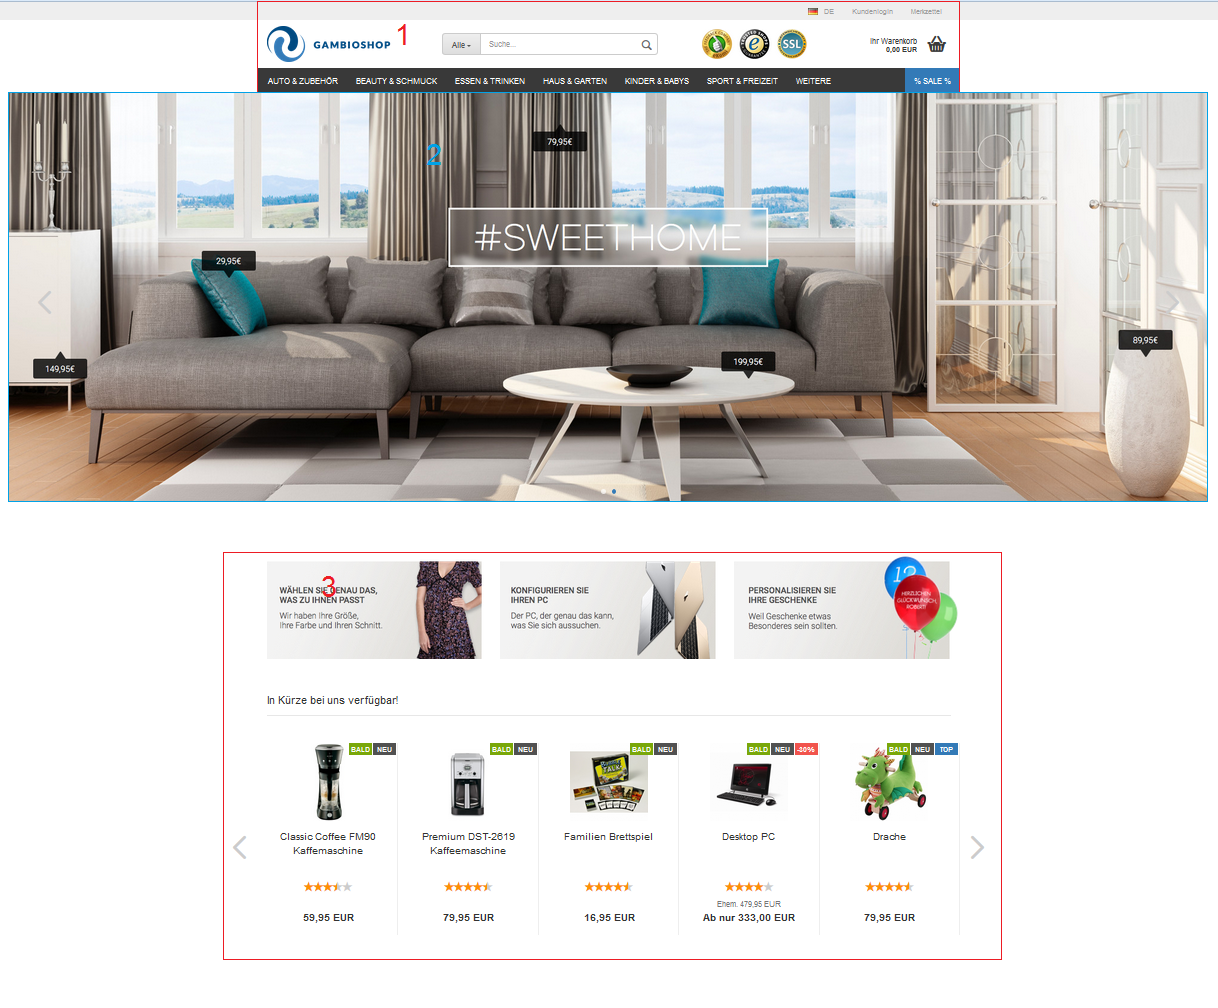 DE Kundenlogin Merkzettel
GAMBIOSHOP
1
Alle
Suche...
SSL
Ihr Warenkorb
0,00 EUR
AUTO & ZUBEHÖR BEAUTY & SCHMUCK ESSEN & TRINKEN HAUS & GARTEN KINDER & BABYS SPORT & FREIZEIT WEITERE % SALE %
79,95€
2
#SWEETHOME
29,95€
89,95€
149,95€
199,95€
3
WÄHLEN SIE GENAU DAS,
WAS ZU IHNEN PASST
Wir haben Ihre Größe,
Ihre Farbe und Ihren Schnitt.
KONFIGURIEREN SIE
IHREN PC
Der PC, der genau das kann,
was Sie sich aussuchen.
PERSONALISIEREN SIE
IHRE GESCHENKE
Weil Geschenke etwas
Besonderes sein sollten.
HERZLICHEN
GLÜCKWUNSCH,
ROBERT!
In Kürze bei uns verfügbar!
BALD NEU
BALD NEU
BALD NEU
BALD NEU -30%
BALD NEU TOP
TALK
Classic Coffee FM90
Kaffemaschine
Premium DST-2619
Kaffeemaschine
Familien Brettspiel
Desktop PC
Drache
Ehem. 479,95 EUR
59,95 EUR
79,95 EUR
16,95 EUR
Ab nur 333,00 EUR
79,95 EUR